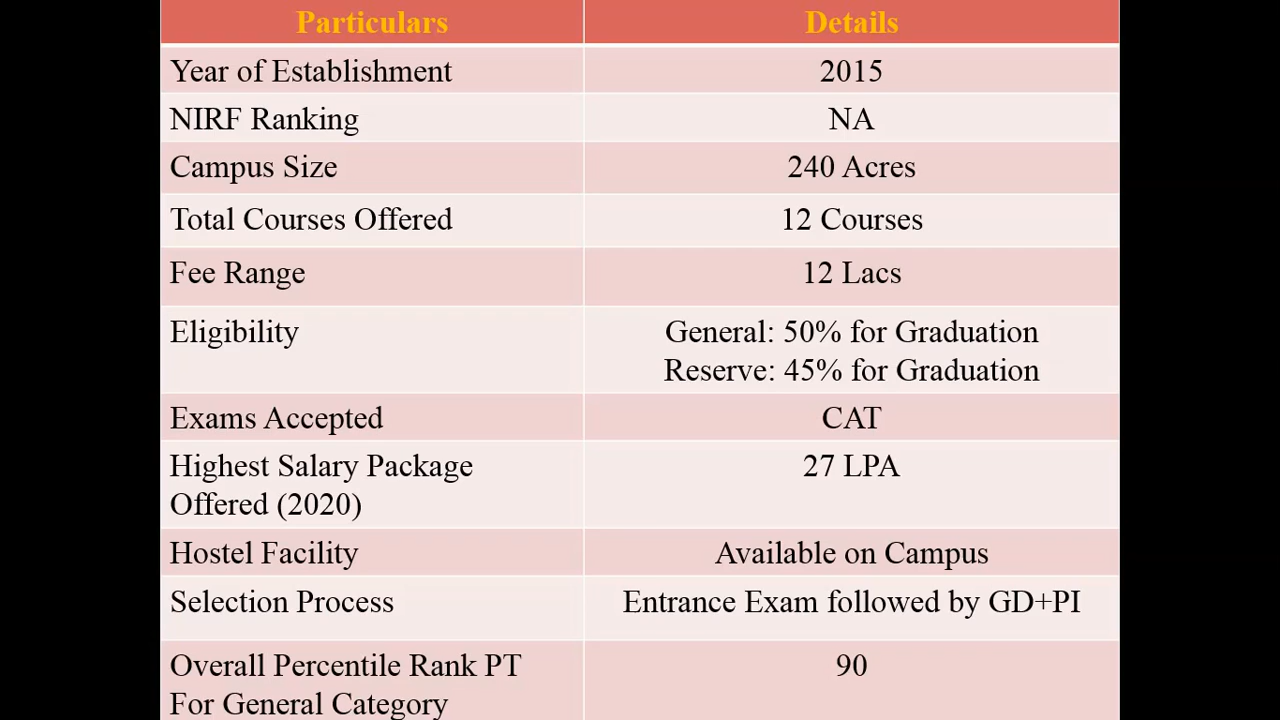 Particulars Details
Year of Establishment 2015
NIRF Ranking NA
Campus Size 240 Acres
Total Courses Offered 12 Courses
Fee Range 12 Lacs
Eligibility General: 50% for Graduation
Reserve: 45% for Graduation
Exams Accepted CAT
Highest Salary Package 27 LPA
Offered (2020)
Hostel Facility Available on Campus
Selection Process Entrance Exam followed by GD+PI
Overall Percentile Rank PT 90
For General Category